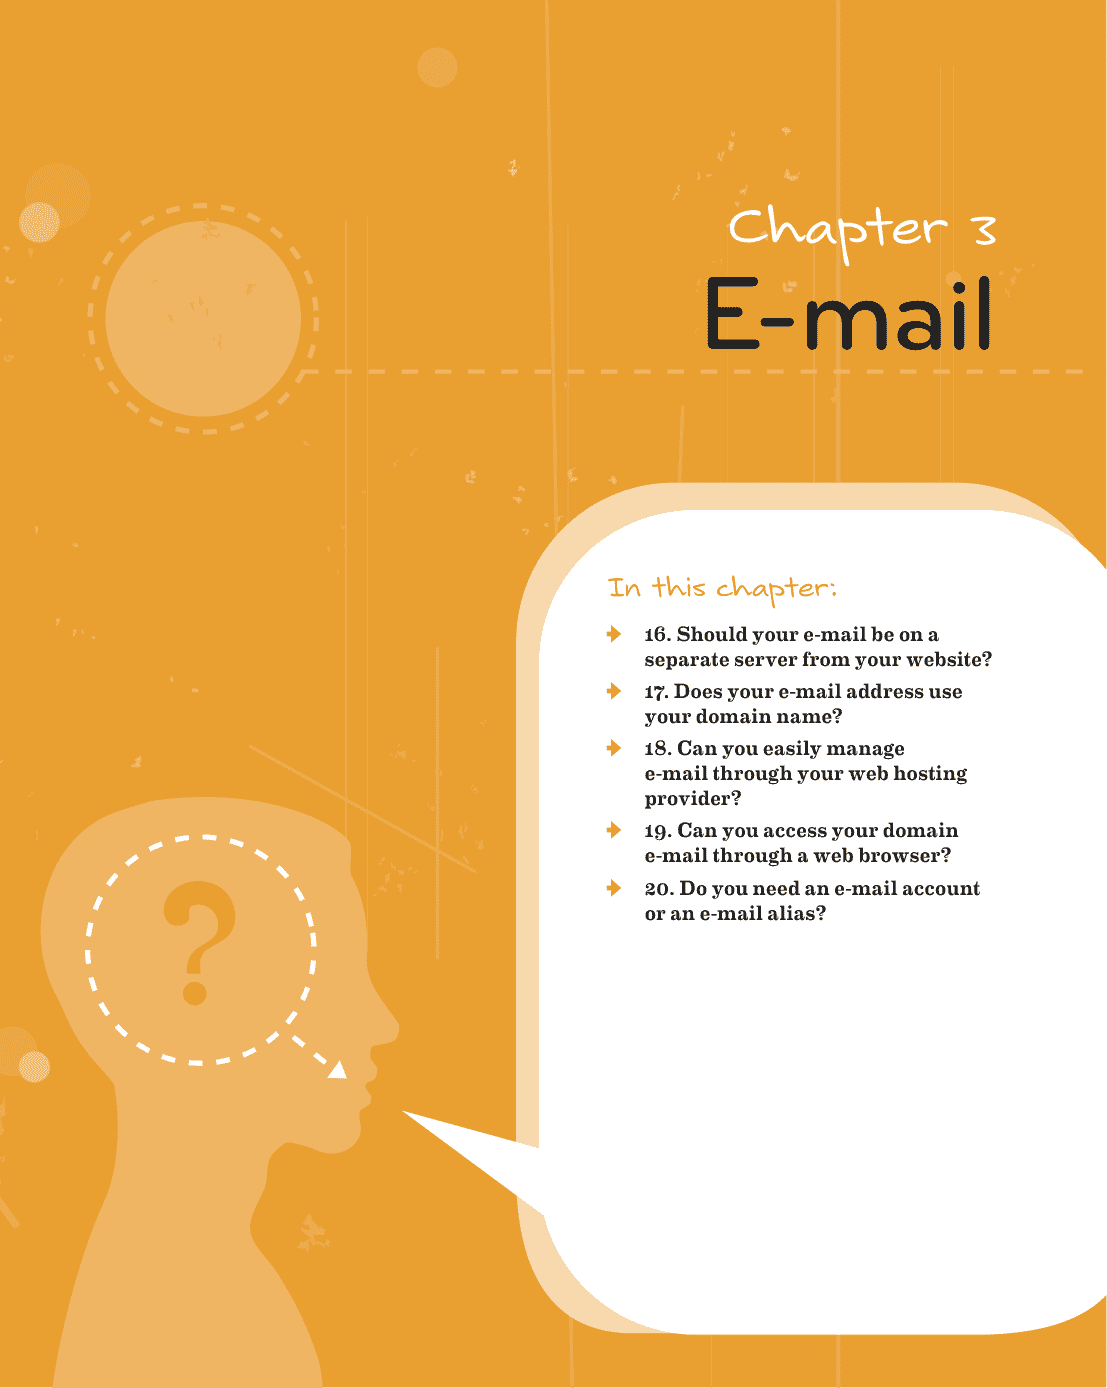 Chapter 3
E-mail
In this chapter:
16. Should your e-mail be on a
separate server from your website?
17. Does your e-mail address use
your domain name?
18. Can you easily manage
e-mail through your web hosting
provider?
19. Can you access your domain
e-mail through a web browser?
20. Do you need an e-mail account
or an e-mail alias?
?